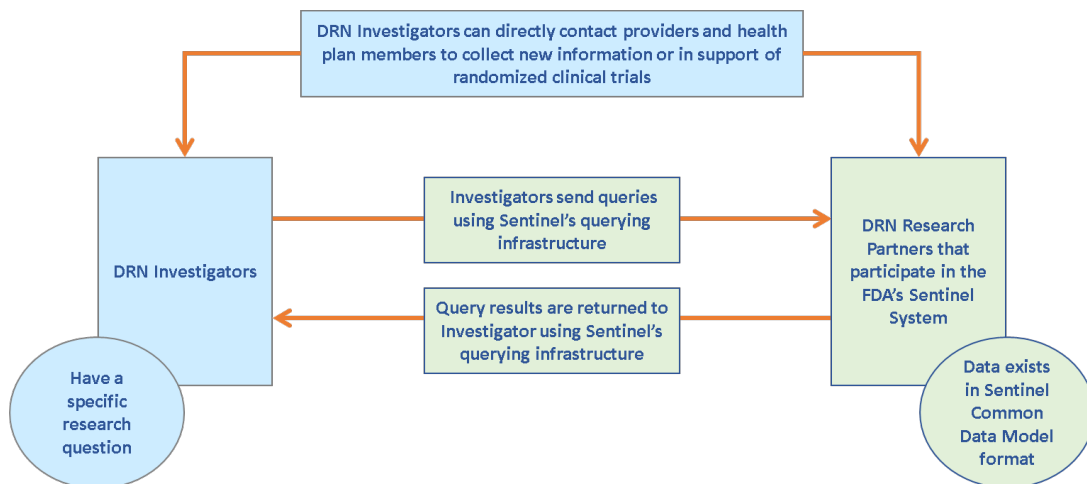 DRN Investigators can directly contact providers and health
plan members to collect new information or in support of
randomized clinical trials
DRN Investigators
Investigators send queries
using Sentinel's querying
infrastructure
Query results are returned to
Investigator using Sentinel's
querying infrastructure
DRN Research
Partners that
participate in the
FDA's Sentinel
System
Have a
specific
research
question
Data exists
in Sentinel
Common
Data Model
format